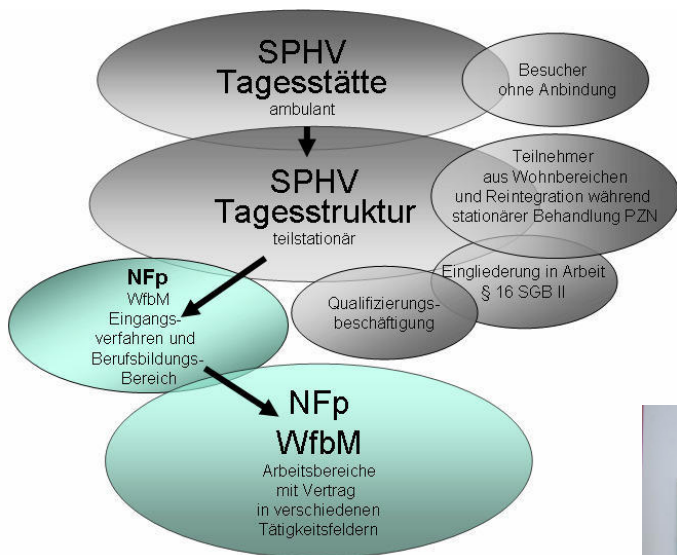 SPHV
Tagesstätte
ambulant
Besucher
ohne Anbindung
SPHV
Tagesstruktur
teilstationär
Teilnehmer
aus Wohnbereichen
und Reintegration während
stationärer Behandlung PZN
Eingliederung in Arbeit
§ 16 SGB II
Qualifizierungs-
beschäftigung
NFp
WfbM
Eingangs-
verfahren und
Berufsbildungs-
Bereich
NFp
WfbM
Arbeitsbereiche
mit Vertrag
in verschiedenen
Tätigkeitsfeldern